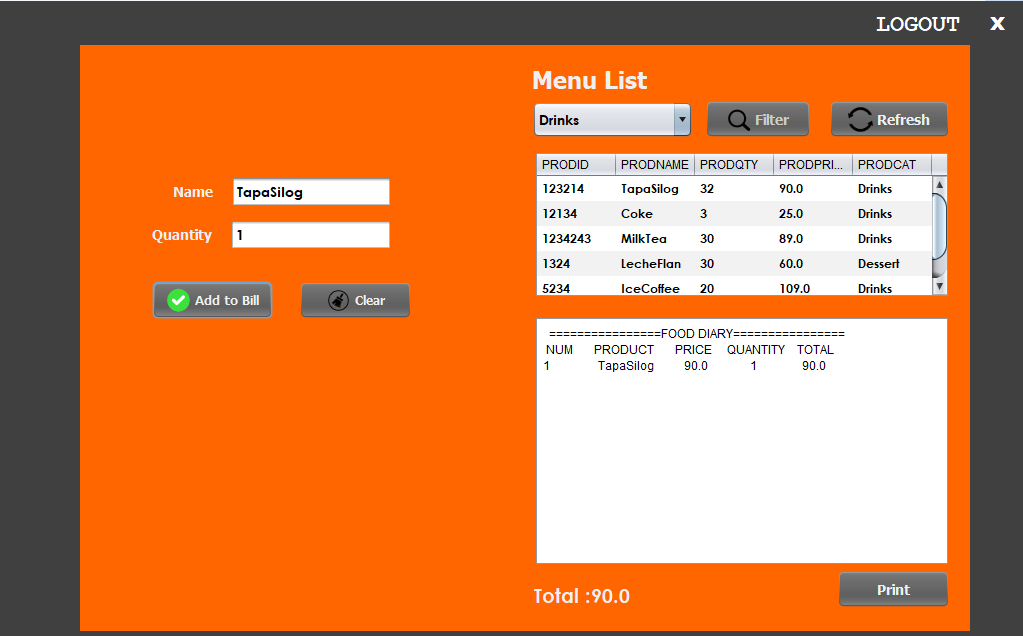 LOGOUT X
Menu List
Drinks Filter Refresh
PRODID PRODNAME PRODQTY PRODPRI... PRODCAT
123214 TapaSilog 32 90.0 Drinks
12134 Coke 3 25.0 Drinks
1234243 MilkTea 30 89.0 Drinks
1324 LecheFlan 30 60.0 Dessert
5234 IceCoffee 20 109.0 Drinks
Name TapaSilog
Quantity 1
Add to Bill Clear
================FOOD DIARY================
NUM PRODUCT PRICE QUANTITY TOTAL
1 TapaSilog 90.0 1 90.0
Total :90.0
Print